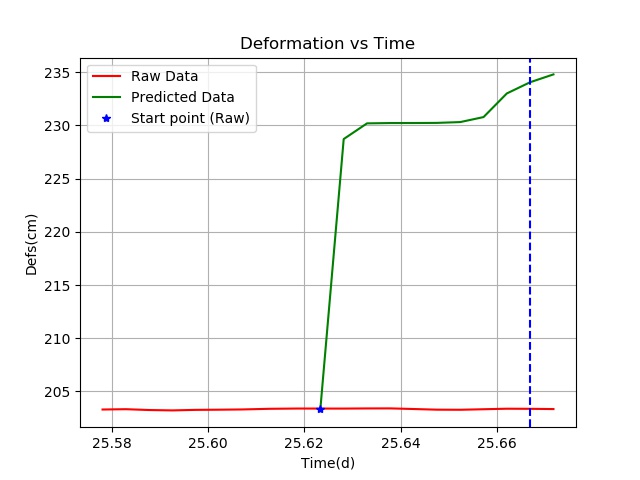 Deformation vs Time
Raw Data
Predicted Data
Start point (Raw)
235
230
225
220
215
210
205
Defs(cm)
25.58 25.60 25.62 25.64 25.66
Time(d)